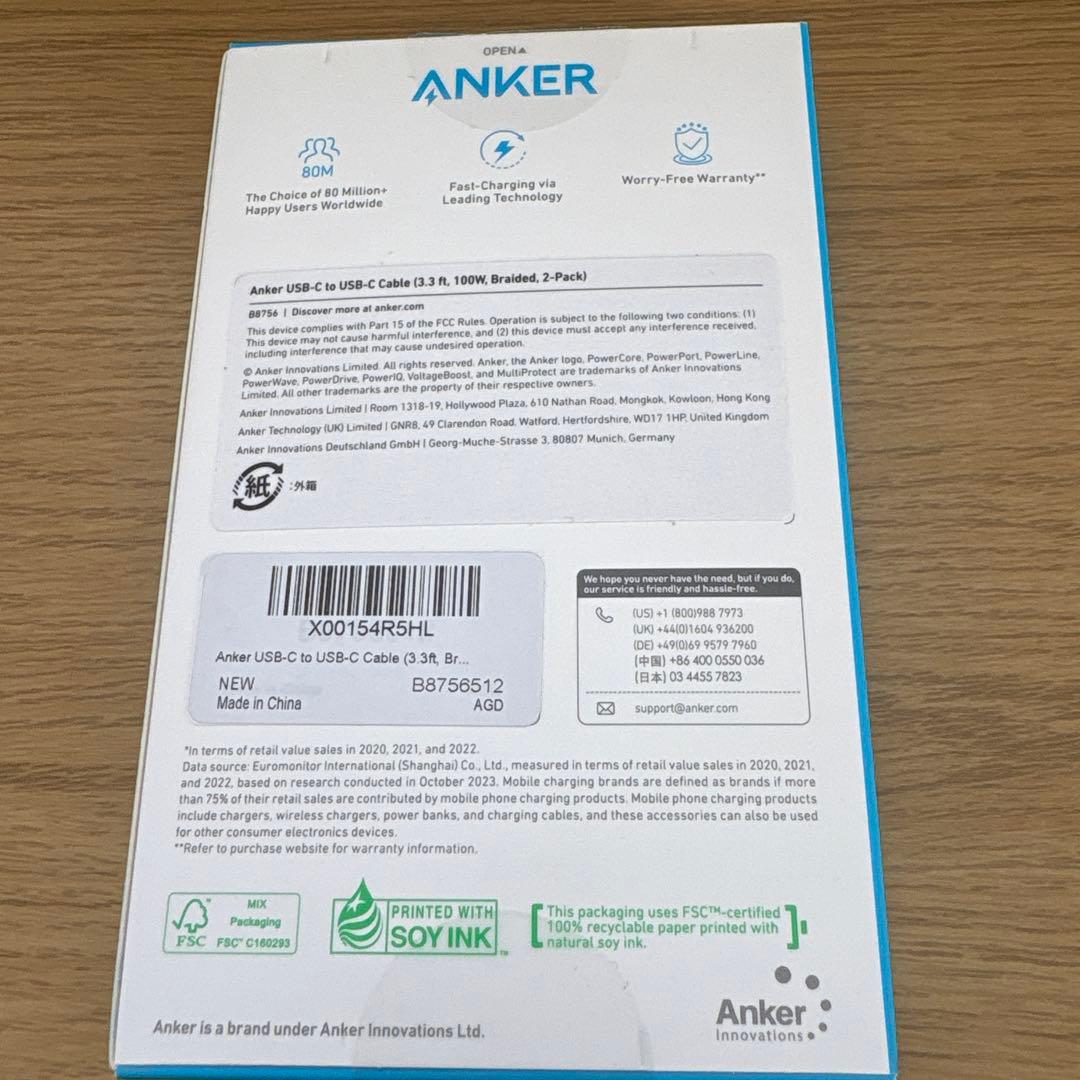 OPEN▲
ANKER
80M
The Choice of 80 Million+
Happy Users Worldwide
Fast-Charging via
Leading Technology
Worry-Free Warranty**
Anker USB-C to USB-C Cable (3.3 ft, 100W, Braided, 2-Pack)
B8756 | Discover more at anker.com
This device complies with Part 15 of the FCC Rules. Operation is subject to the following two conditions: (1)
This device may not cause harmful interference, and (2) this device must accept any interference received,
including interference that may cause undesired operation.
© Anker Innovations Limited. All rights reserved. Anker, the Anker logo, PowerCore, PowerPort, PowerLine,
PowerWave, PowerDrive, PowerIQ, VoltageBoost, and MultiProtect are trademarks of Anker Innovations
Limited. All other trademarks are the property of their respective owners.
Anker Innovations Limited | Room 1318-19, Hollywood Plaza, 610 Nathan Road, Mongkok, Kowloon, Hong Kong
Anker Technology (UK) Limited | GNR8, 49 Clarendon Road, Watford, Hertfordshire, WD17 1HP, United Kingdom
Anker Innovations Deutschland GmbH | Georg-Muche-Strasse 3, 80807 Munich, Germany
紙 :外箱
X00154R5HL
Anker USB-C to USB-C Cable (3.3ft, Br...
NEW B8756512
Made in China AGD
We hope you never have the need, but if you do,
our service is friendly and hassle-free.
(US) +1 (800)988 7973
(UK) +44(0)1604 936200
(DE) +49(0)69 9579 7960
(中国) +86 400 0550 036
(日本) 03 4455 7823
support@anker.com
*In terms of retail value sales in 2020, 2021, and 2022.
Data source: Euromonitor International (Shanghai) Co., Ltd., measured in terms of retail value sales in 2020, 2021,
and 2022, based on research conducted in October 2023. Mobile charging brands are defined as brands if more
than 75% of their retail sales are contributed by mobile phone charging products. Mobile phone charging products
include chargers, wireless chargers, power banks, and charging cables, and these accessories can also be used
for other consumer electronics devices.
**Refer to purchase website for warranty information.
MIX
Packaging
FSC FSC™ C160293
PRINTED WITH
SOY INK™
This packaging uses FSC™-certified
100% recyclable paper printed with
natural soy ink.
Anker
Innovations
Anker is a brand under Anker Innovations Ltd.